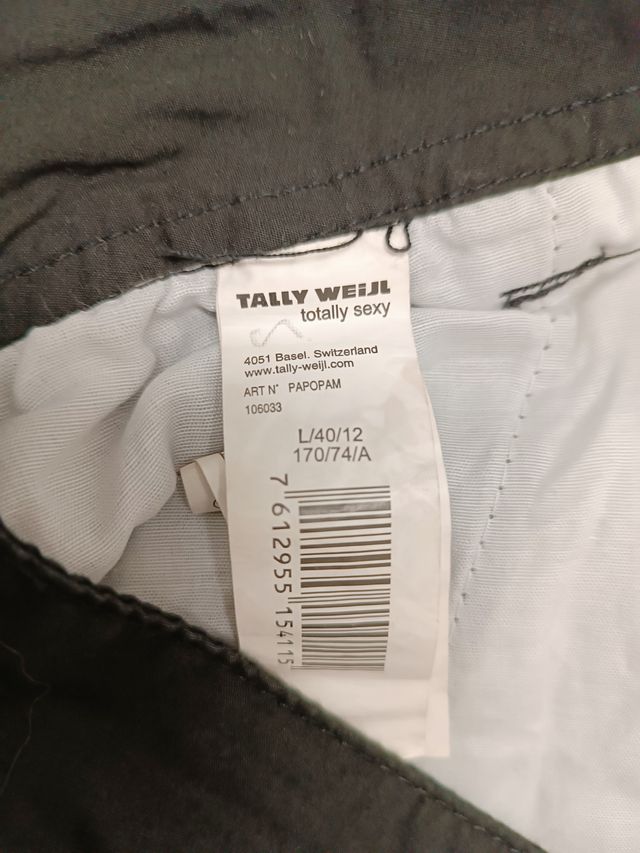 TALLY WEiJL
totally sexy
4051 Basel. Switzerland
www.tally-weijl.com
ART N° PAPOPAM
106033
L/40/12
170/74/A
7 612955 154115